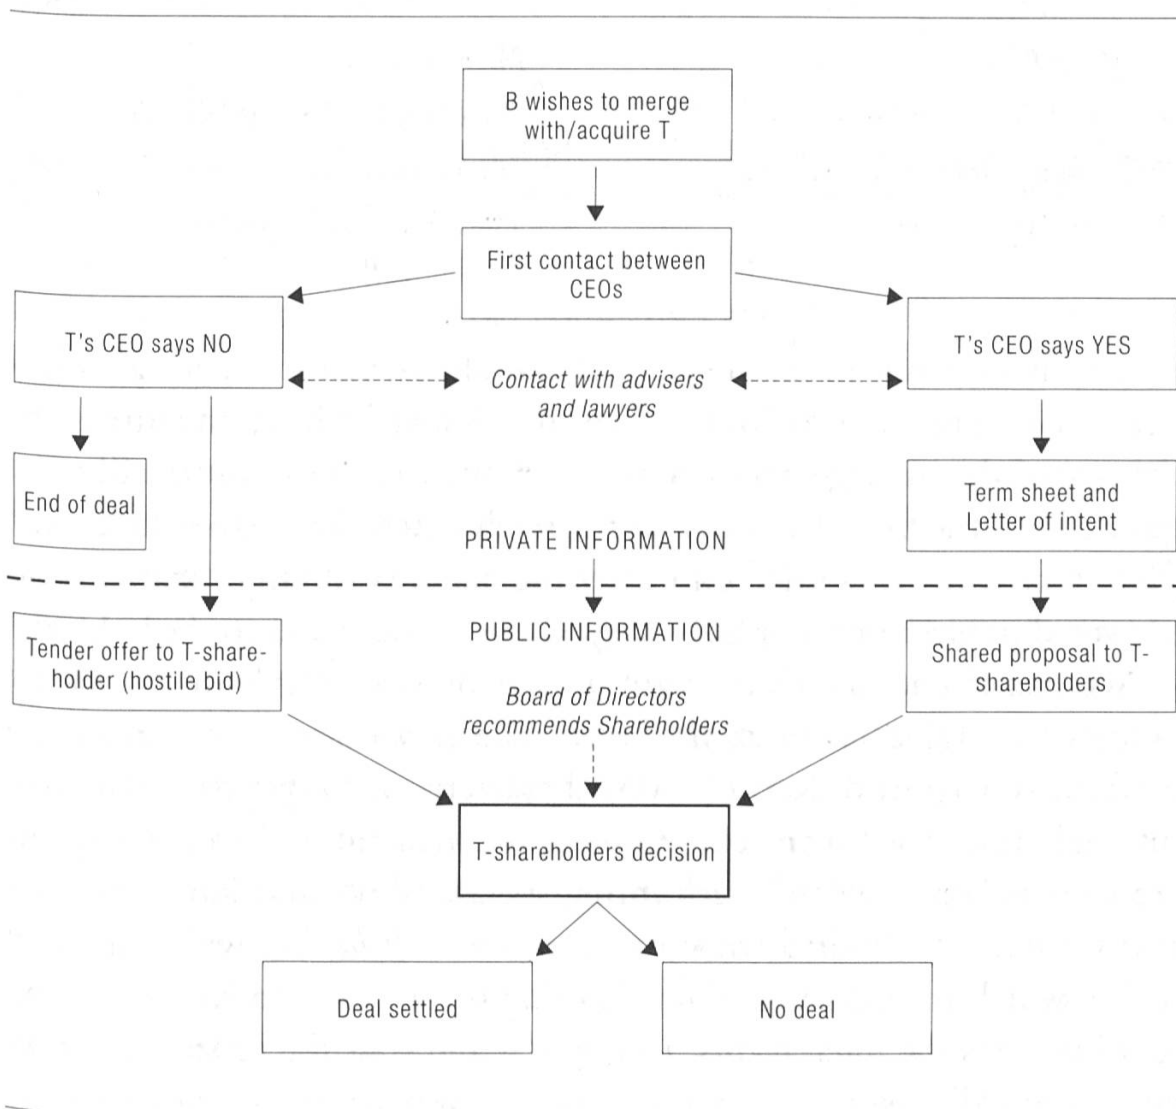 B wishes to merge
with/acquire T
First contact between
CEOs
T's CEO says NO
T's CEO says YES
Contact with advisers
and lawyers
End of deal
Term sheet and
Letter of intent
PRIVATE INFORMATION
PUBLIC INFORMATION
Tender offer to T-share-
holder (hostile bid)
Shared proposal to T-
shareholders
Board of Directors
recommends Shareholders
T-shareholders decision
Deal settled
No deal